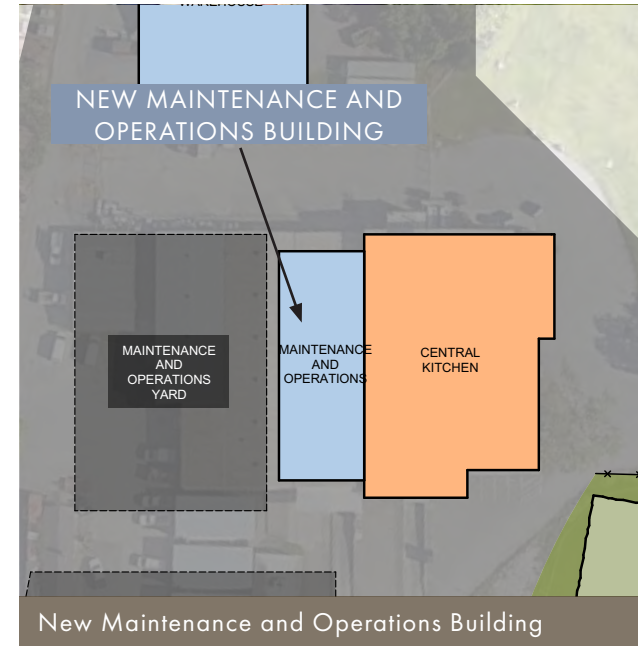 WAREHOUSE
NEW MAINTENANCE AND
OPERATIONS BUILDING
MAINTENANCE
AND
OPERATIONS
YARD
MAINTENANCE
AND
OPERATIONS
CENTRAL
KITCHEN
New Maintenance and Operations Building